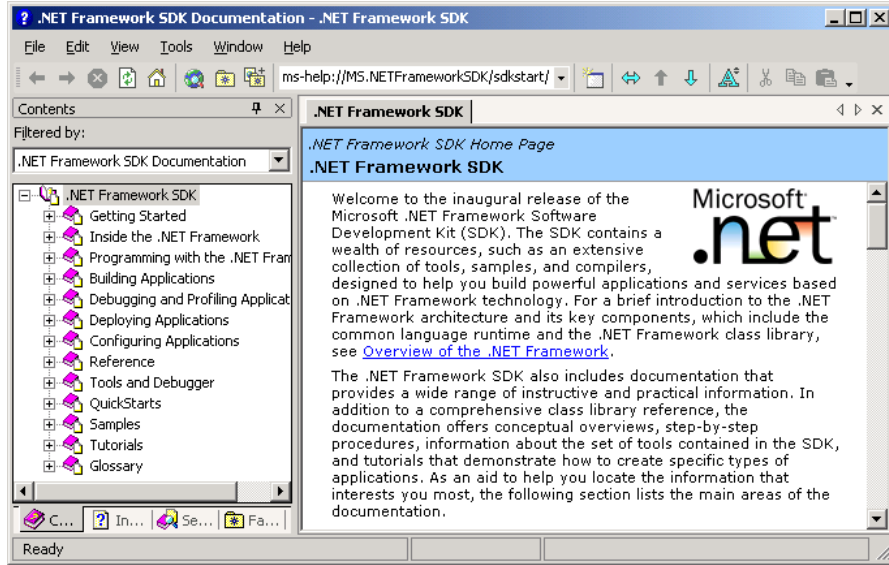 .NET Framework SDK Documentation - .NET Framework SDK
File Edit View Tools Window Help
ms-help://MS.NETFrameworkSDK/sdkstart/
Contents
Filtered by:
.NET Framework SDK Documentation
.NET Framework SDK
Getting Started
Inside the .NET Framework
Programming with the .NET Fram
Building Applications
Debugging and Profiling Applicat
Deploying Applications
Configuring Applications
Reference
Tools and Debugger
QuickStarts
Samples
Tutorials
Glossary
C... In... Se... Fa...
.NET Framework SDK
.NET Framework SDK Home Page
.NET Framework SDK
Microsoft
.net
Welcome to the inaugural release of the
Microsoft .NET Framework Software
Development Kit (SDK). The SDK contains a
wealth of resources, such as an extensive
collection of tools, samples, and compilers,
designed to help you build powerful applications and services based
on .NET Framework technology. For a brief introduction to the .NET
Framework architecture and its key components, which include the
common language runtime and the .NET Framework class library,
see Overview of the .NET Framework.
The .NET Framework SDK also includes documentation that
provides a wide range of instructive and practical information. In
addition to a comprehensive class library reference, the
documentation offers conceptual overviews, step-by-step
procedures, information about the set of tools contained in the SDK,
and tutorials that demonstrate how to create specific types of
applications. As an aid to help you locate the information that
interests you most, the following section lists the main areas of the
documentation.
Ready